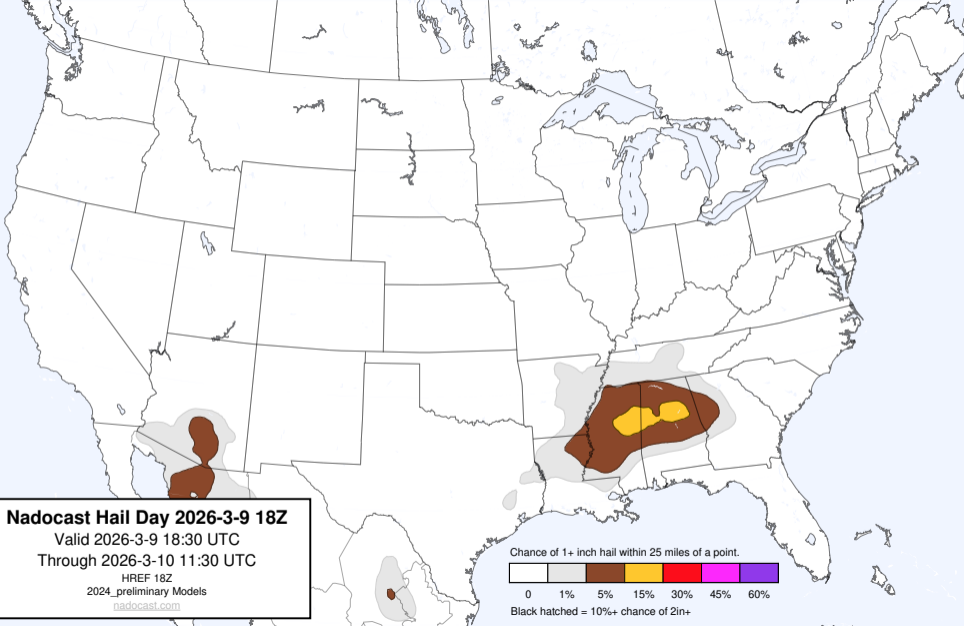 Nadocast Hail Day 2026-3-9 18Z
Valid 2026-3-9 18:30 UTC
Through 2026-3-10 11:30 UTC
HREF 18Z
2024_preliminary Models
nadocast.com
Chance of 1+ inch hail within 25 miles of a point.
0 1% 5% 15% 30% 45% 60%
Black hatched = 10%+ chance of 2in+